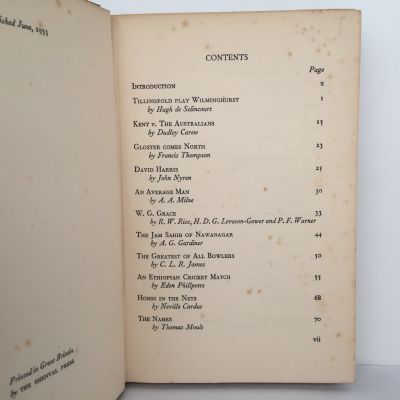 lished June, 1933
Printed in Great Britain
by THE SHENVAL PRESS
CONTENTS
Page
INTRODUCTION x
TILLINGFOLD PLAY WILMINGHURST 1
by Hugh de Selincourt
KENT v. THE AUSTRALIANS 15
by Dudley Carew
GLOSTER COMES NORTH 23
by Francis Thompson
DAVID HARRIS 25
by John Nyren
AN AVERAGE MAN 30
by A. A. Milne
W. G. GRACE 33
by R. W. Rice, H. D. G. Leveson-Gower and P. F. Warner
THE JAM SAHIB OF NAWANAGAR 44
by A. G. Gardiner
THE GREATEST OF ALL BOWLERS 50
by C. L. R. James
AN ETHIOPIAN CRICKET MATCH 55
by Eden Phillpotts
HOBBS IN THE NETS 68
by Neville Cardus
THE NAMES 70
by Thomas Moult
vii